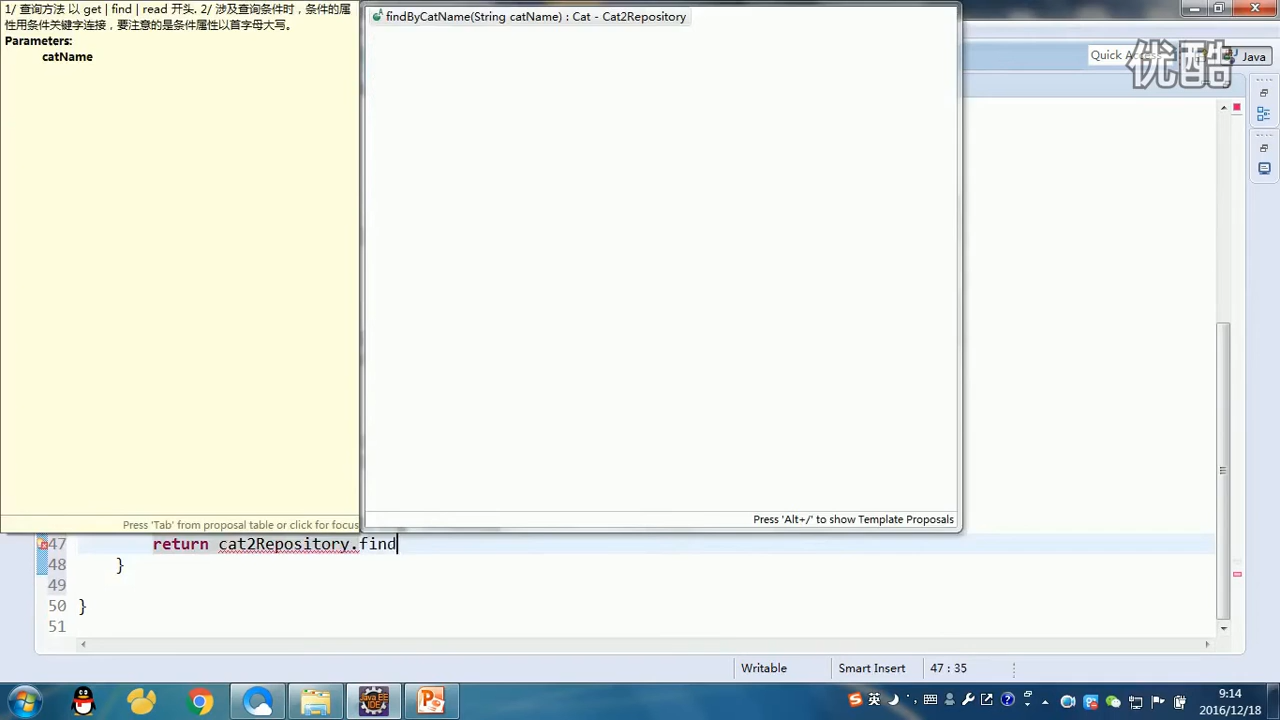 1/ 查询方法 以 get | find | read 开头. 2/ 涉及查询条件时，条件的属
性用条件关键字连接，要注意的是条件属性以首字母大写。
Parameters:
catName
Press 'Tab' from proposal table or click for focus
findByCatName(String catName) : Cat - Cat2Repository
Press 'Alt+/' to show Template Proposals
Quick Access
Java
优酷
47 return cat2Repository.find
48 }
49
50 }
51
Writable
Smart Insert
47 : 35
英
9:14
2016/12/18